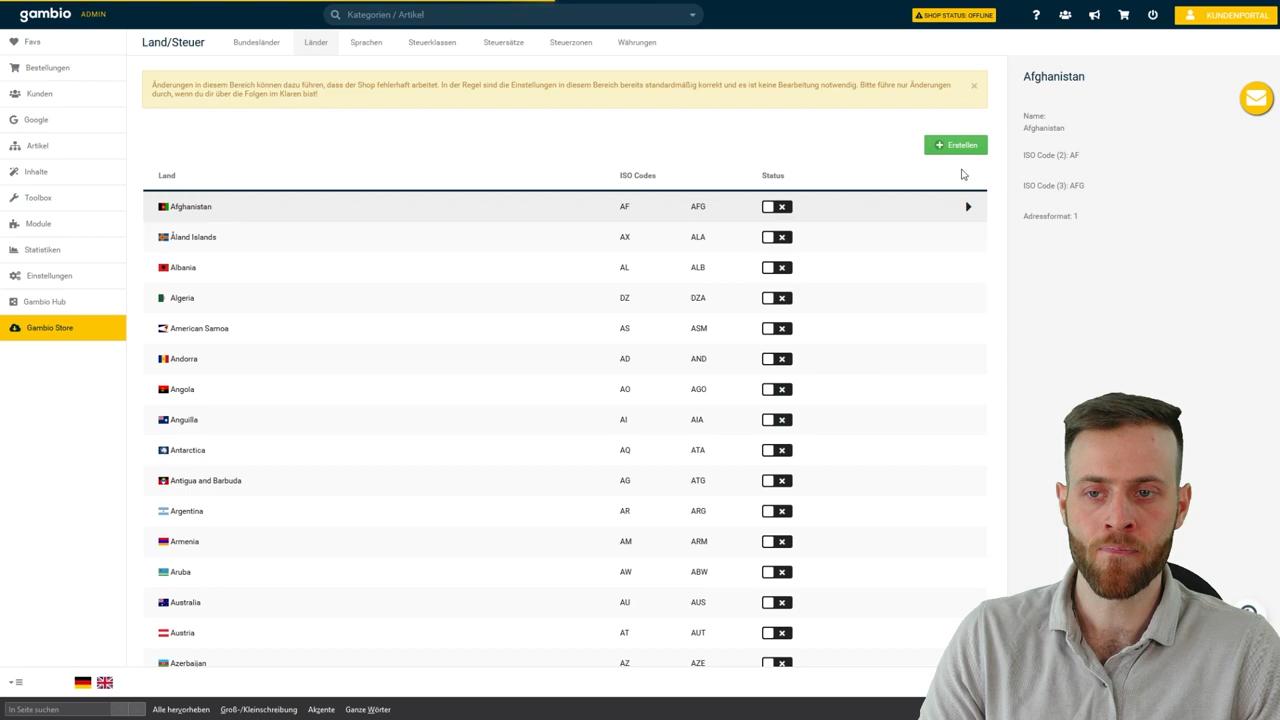 gambio ADMIN
Kategorien / Artikel
SHOP STATUS: OFFLINE
KUNDENPORTAL
Favs
Bestellungen
Kunden
Google
Artikel
Inhalte
Toolbox
Module
Statistiken
Einstellungen
Gambio Hub
Gambio Store
Land/Steuer
Bundesländer
Länder
Sprachen
Steuerklassen
Steuersätze
Steuerzonen
Währungen
Änderungen in diesem Bereich können dazu führen, dass der Shop fehlerhaft arbeitet. In der Regel sind die Einstellungen in diesem Bereich bereits standardmäßig korrekt und es ist keine Bearbeitung notwendig. Bitte führe nur Änderungen
durch, wenn du dir über die Folgen im Klaren bist!
Erstellen
Land ISO Codes Status
Afghanistan AF AFG
Åland Islands AX ALA
Albania AL ALB
Algeria DZ DZA
American Samoa AS ASM
Andorra AD AND
Angola AO AGO
Anguilla AI AIA
Antarctica AQ ATA
Antigua and Barbuda AG ATG
Argentina AR ARG
Armenia AM ARM
Aruba AW ABW
Australia AU AUS
Austria AT AUT
Azerbaijan AZ AZE
Afghanistan
Name:
Afghanistan
ISO Code (2): AF
ISO Code (3): AFG
Adressformat: 1
In Seite suchen
Alle hervorheben
Groß-/Kleinschreibung
Akzente
Ganze Wörter